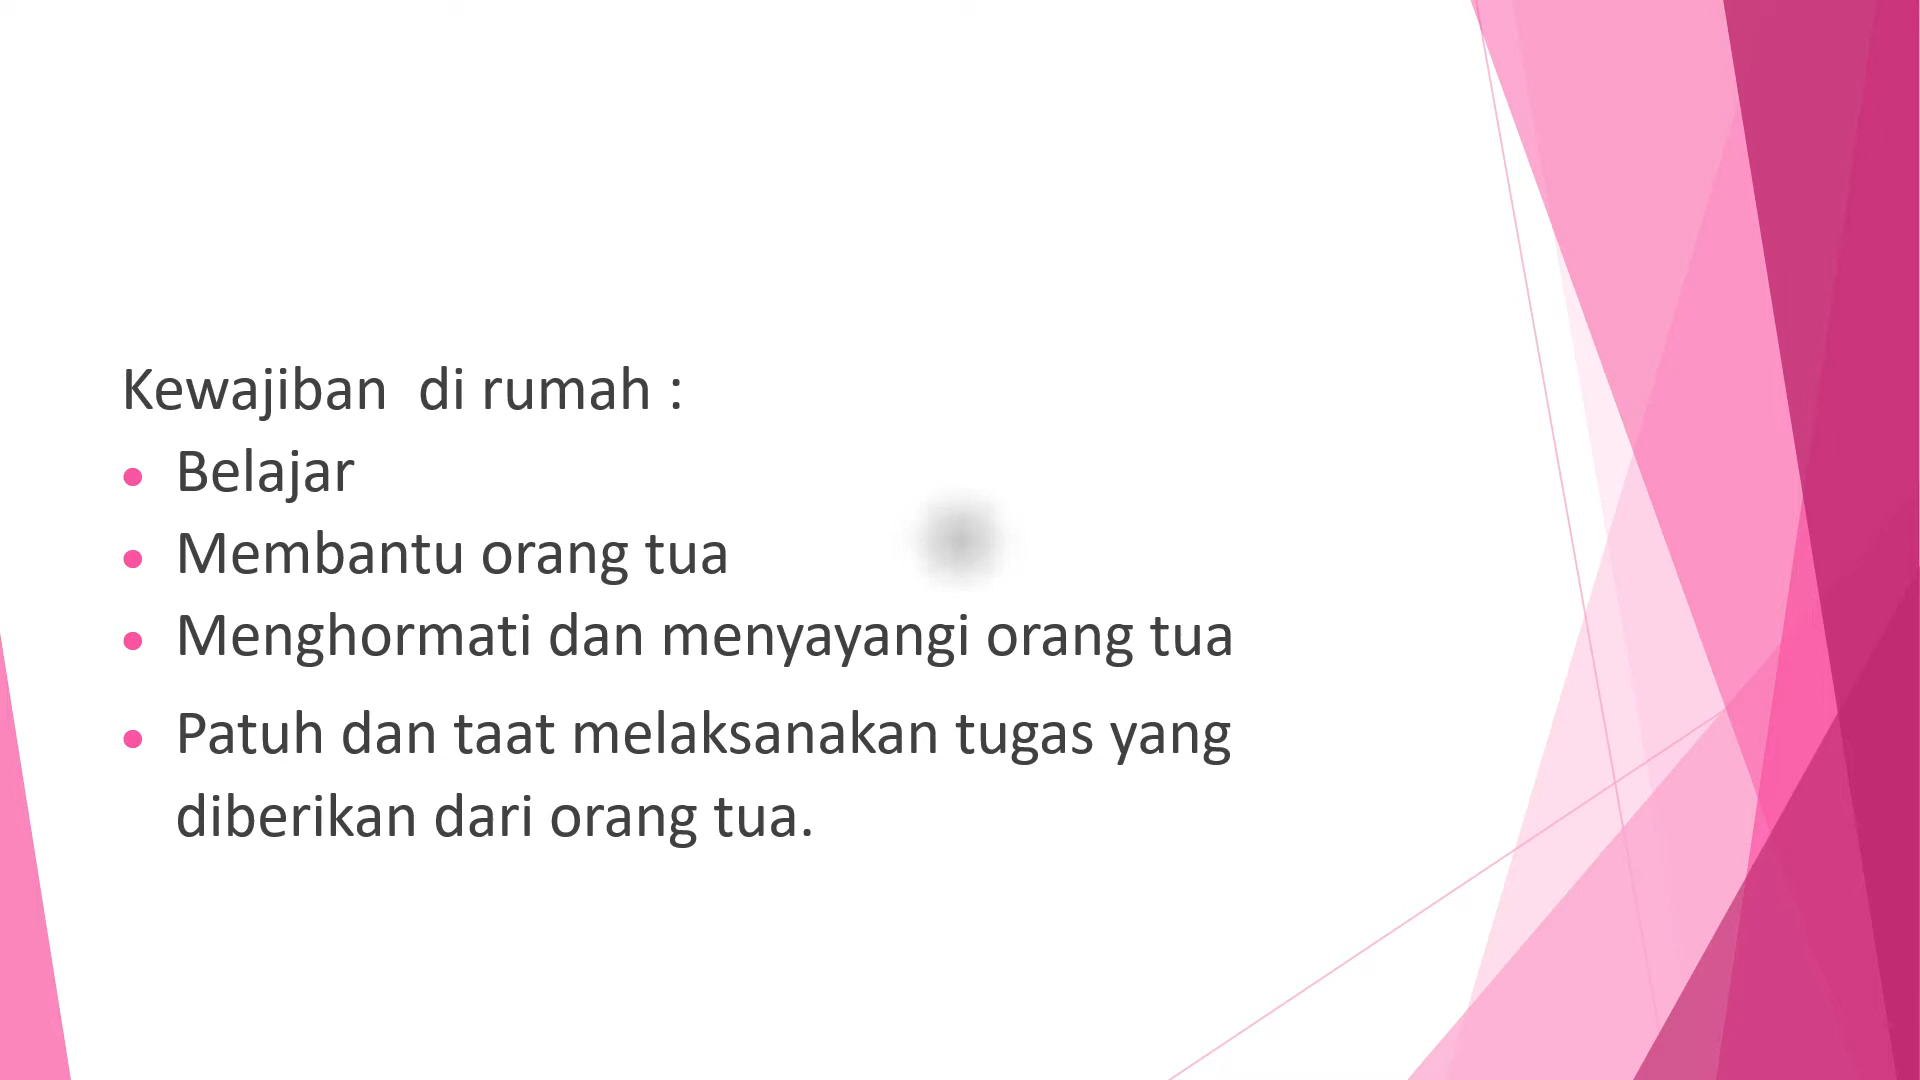 Kewajiban  di rumah :
• Belajar
• Membantu orang tua
• Menghormati dan menyayangi orang tua
• Patuh dan taat melaksanakan tugas yang
diberikan dari orang tua.